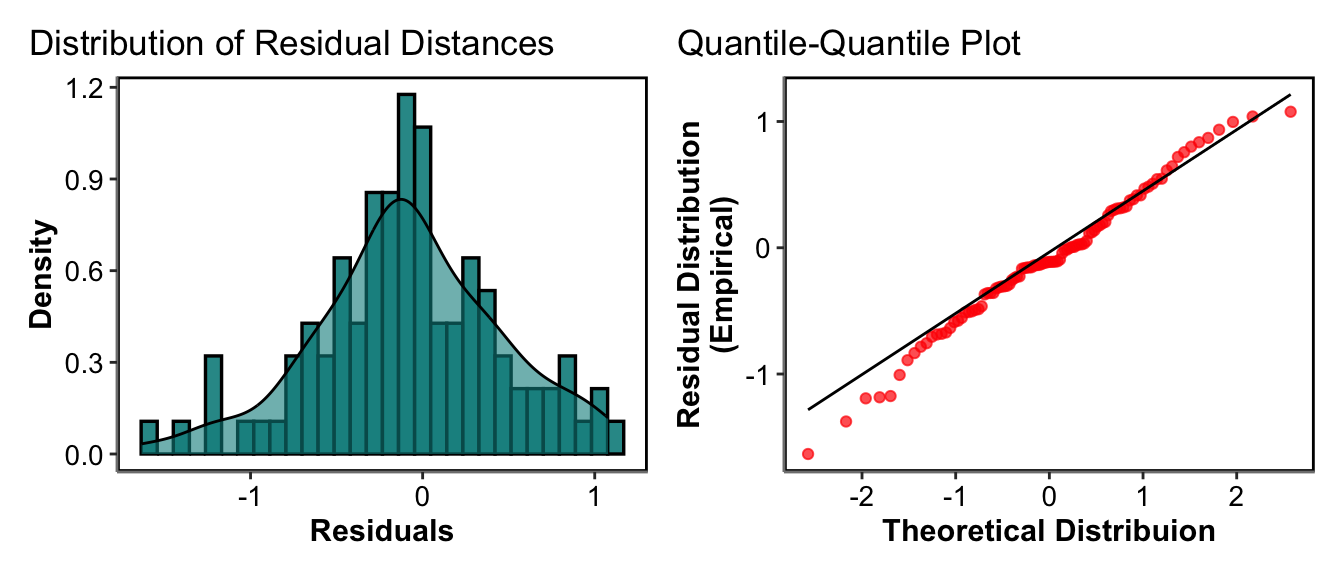 Distribution of Residual Distances
1.2
0.9
0.6
0.3
0.0
Density
-1 0 1
Residuals
Quantile-Quantile Plot
1
0
-1
Residual Distribution
(Empirical)
-2 -1 0 1 2
Theoretical Distribuion